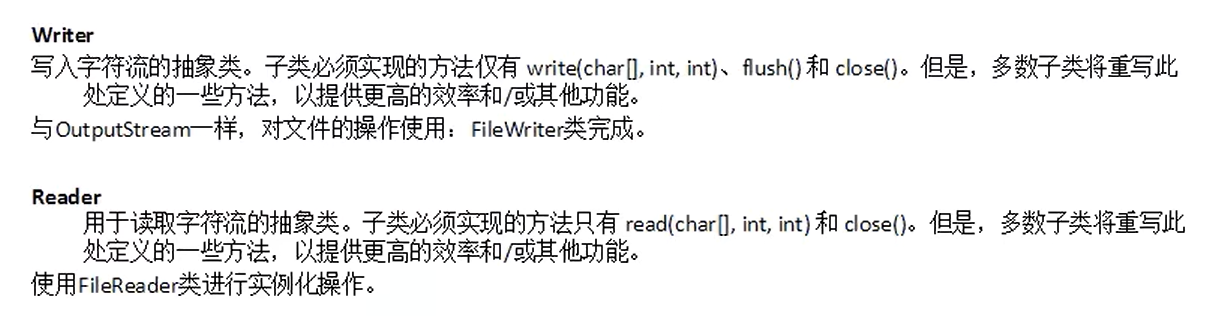 Writer
写入字符流的抽象类。子类必须实现的方法仅有 write(char[], int, int)、flush() 和 close()。但是，多数子类将重写此
处定义的一些方法，以提供更高的效率和/或其他功能。
与OutputStream一样，对文件的操作使用：FileWriter类完成。
Reader
用于读取字符流的抽象类。子类必须实现的方法只有 read(char[], int, int) 和 close()。但是，多数子类将重写此
处定义的一些方法，以提供更高的效率和/或其他功能。
使用FileReader类进行实例化操作。